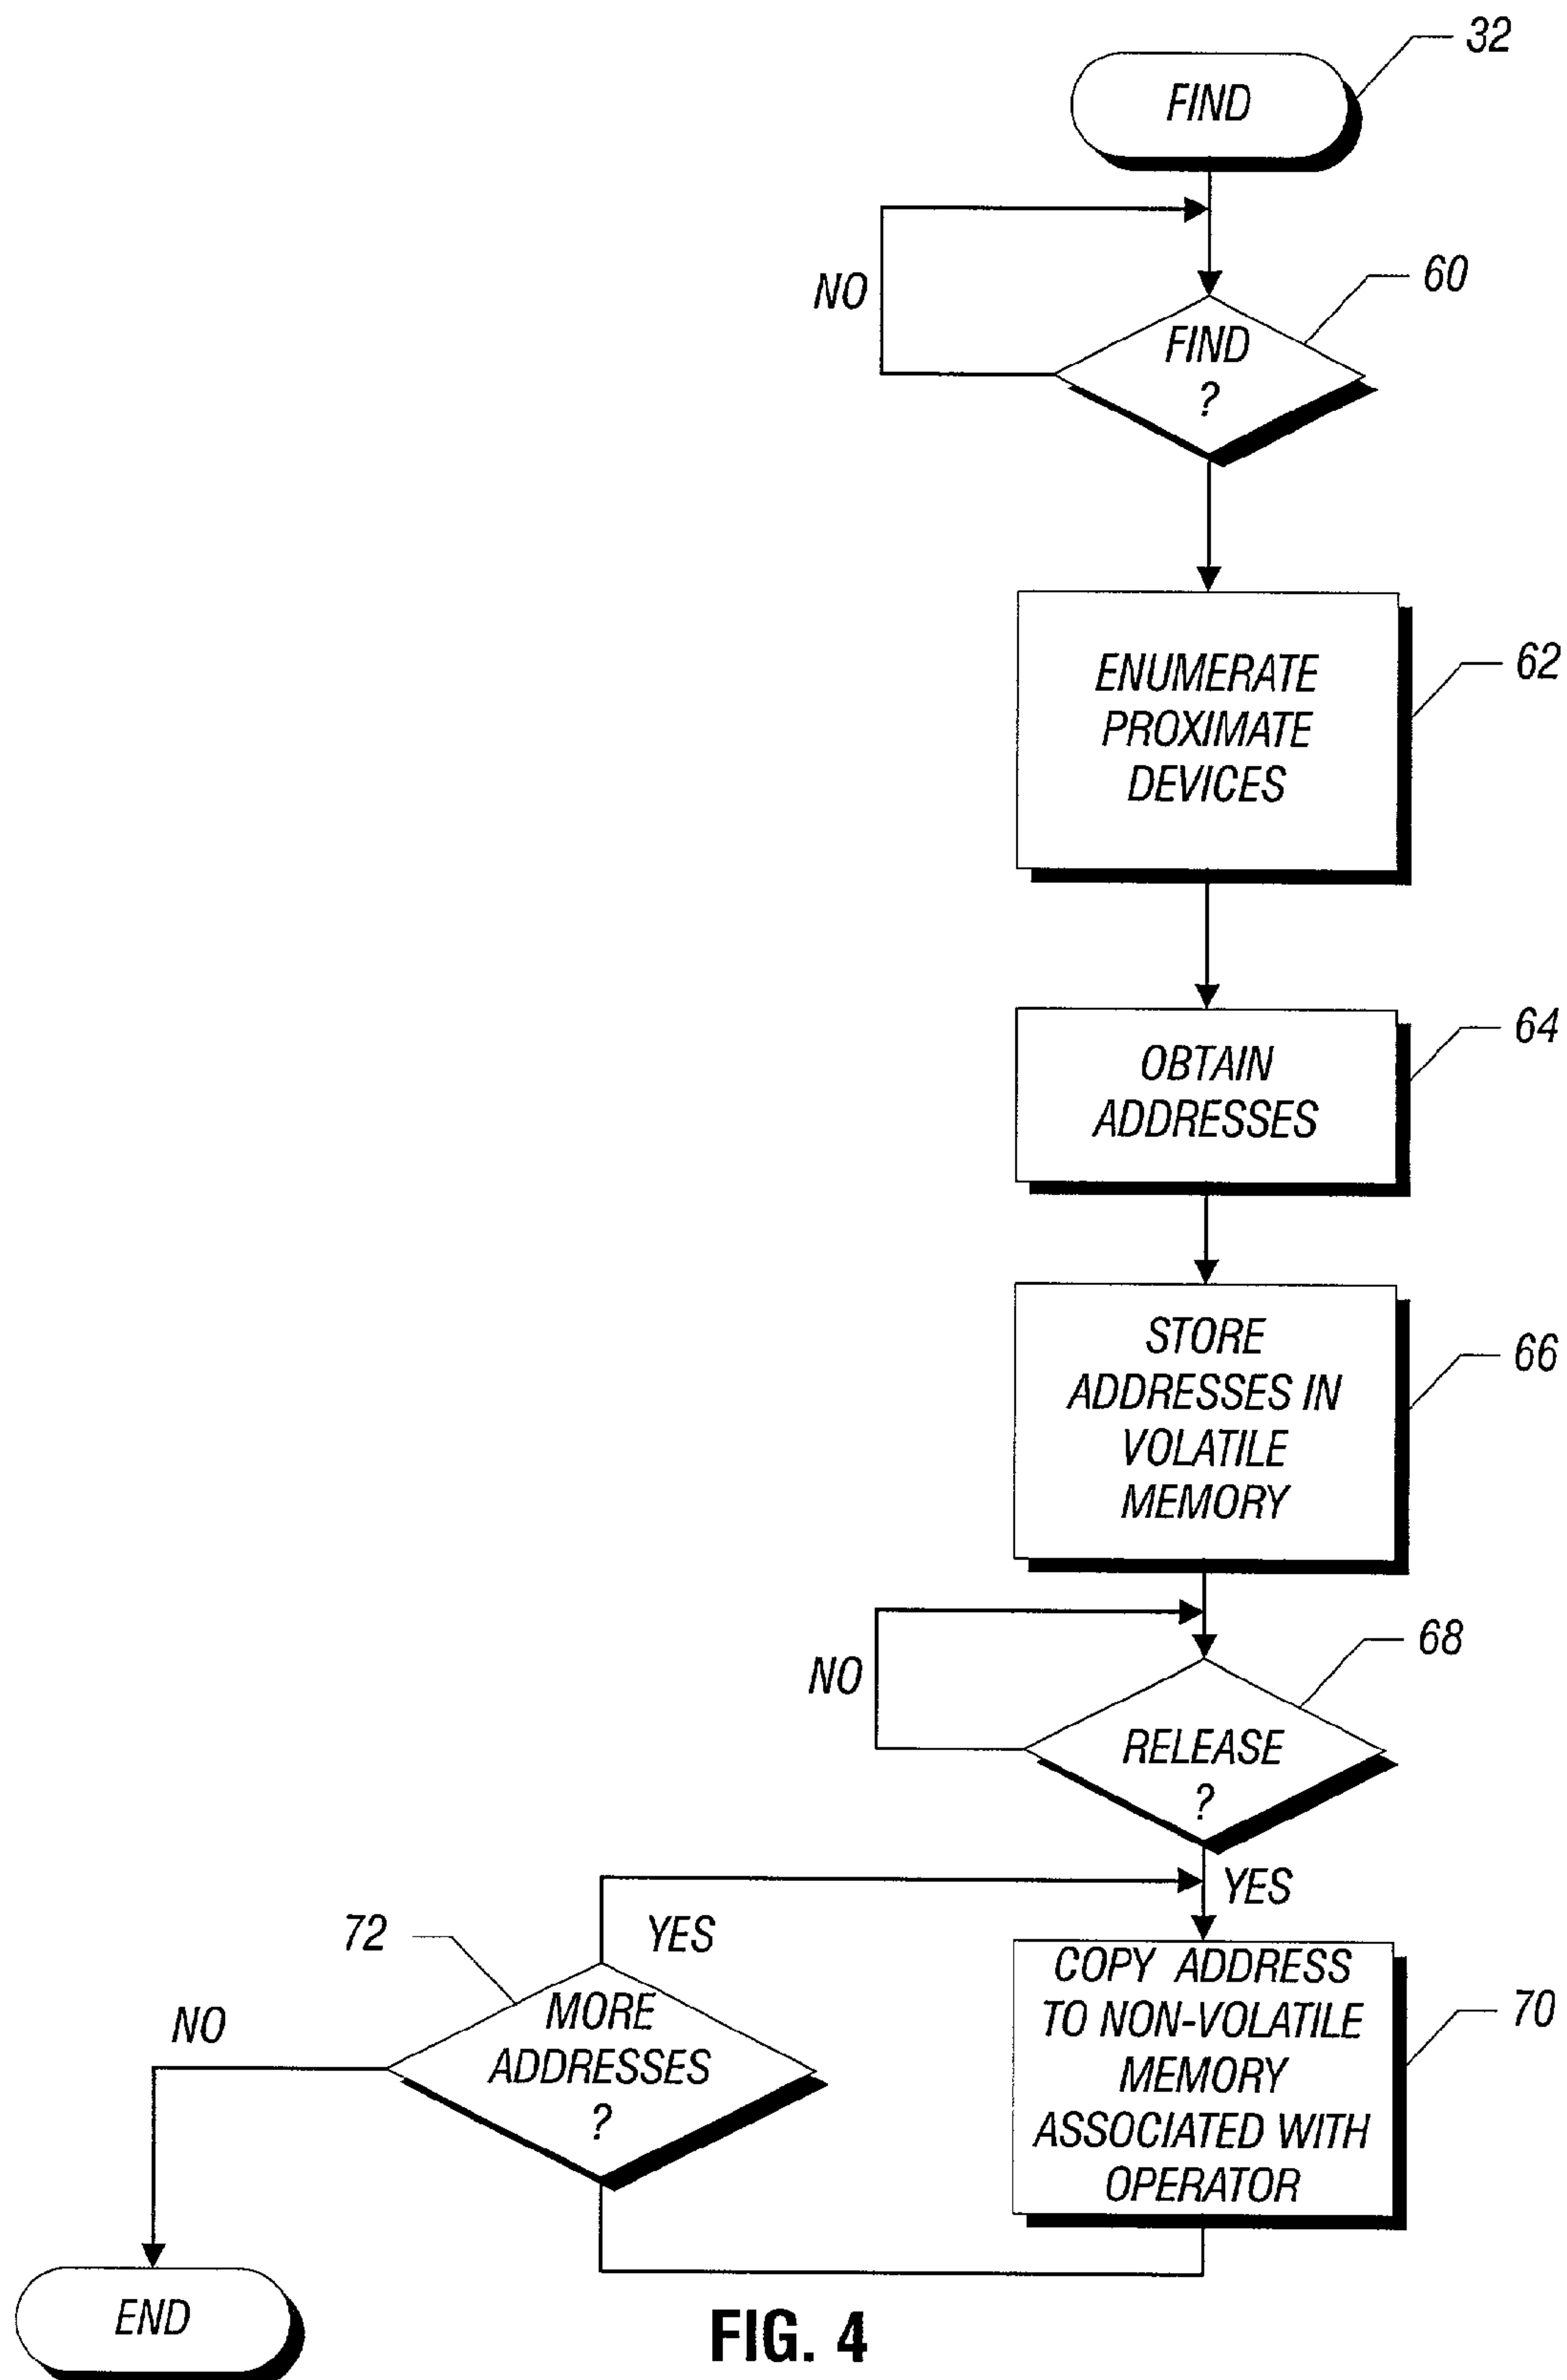 32
FIND
NO
60
FIND
?
ENUMERATE
PROXIMATE
DEVICES
62
OBTAIN
ADDRESSES
64
STORE
ADDRESSES IN
VOLATILE
MEMORY
66
NO
68
RELEASE
?
YES
72
YES
NO
MORE
ADDRESSES
?
COPY ADDRESS
TO NON-VOLATILE
MEMORY
ASSOCIATED WITH
OPERATOR
70
END
FIG. 4